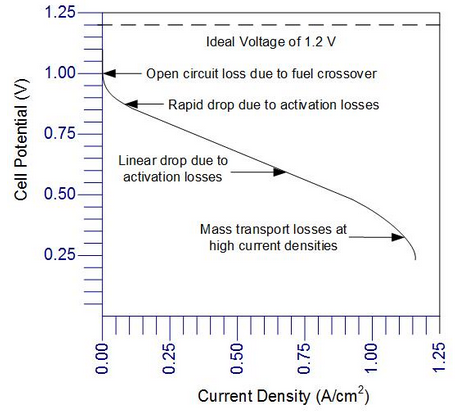 1.25
Ideal Voltage of 1.2 V
1.00
Open circuit loss due to fuel crossover
Rapid drop due to activation losses
0.75
Linear drop due to
activation losses
0.50
Mass transport losses at
high current densities
0.25
Cell Potential (V)
0.00
0.25
0.50
0.75
1.00
1.25
Current Density (A/cm²)